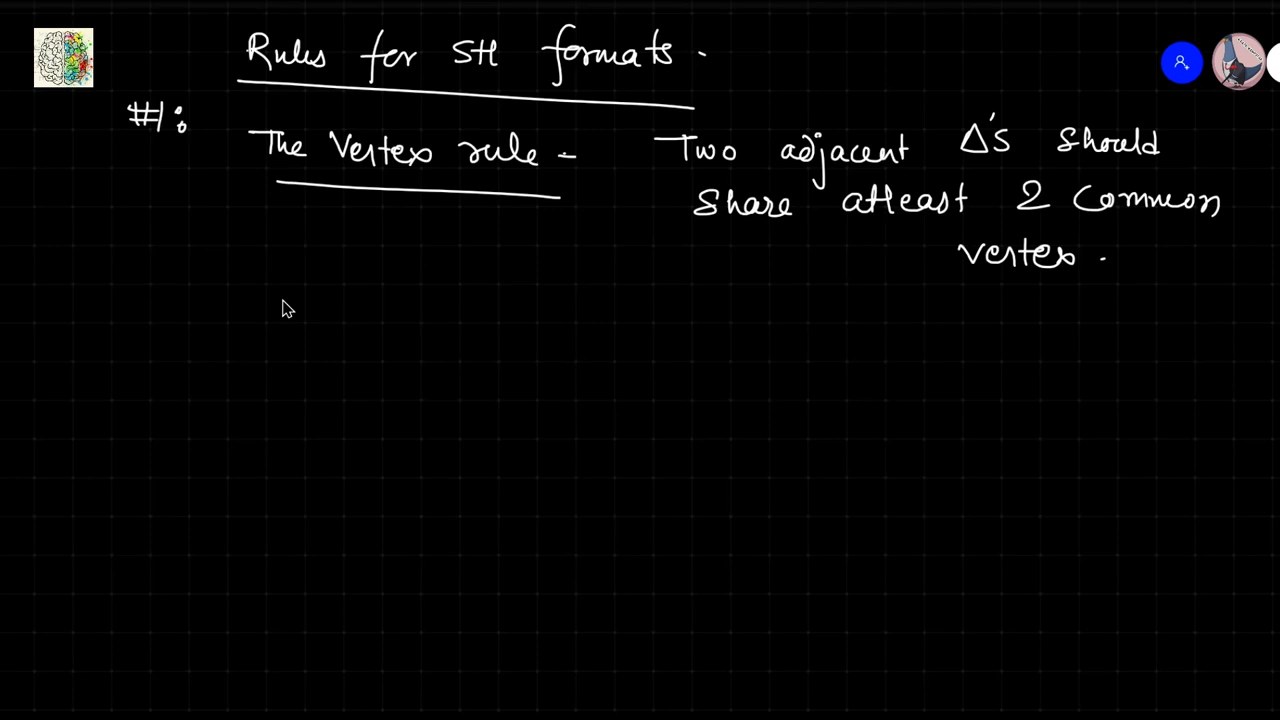 Rules for STL formats.
#1: The Vertex rule - Two adjacent Δ's should
share atleast 2 common
vertex.